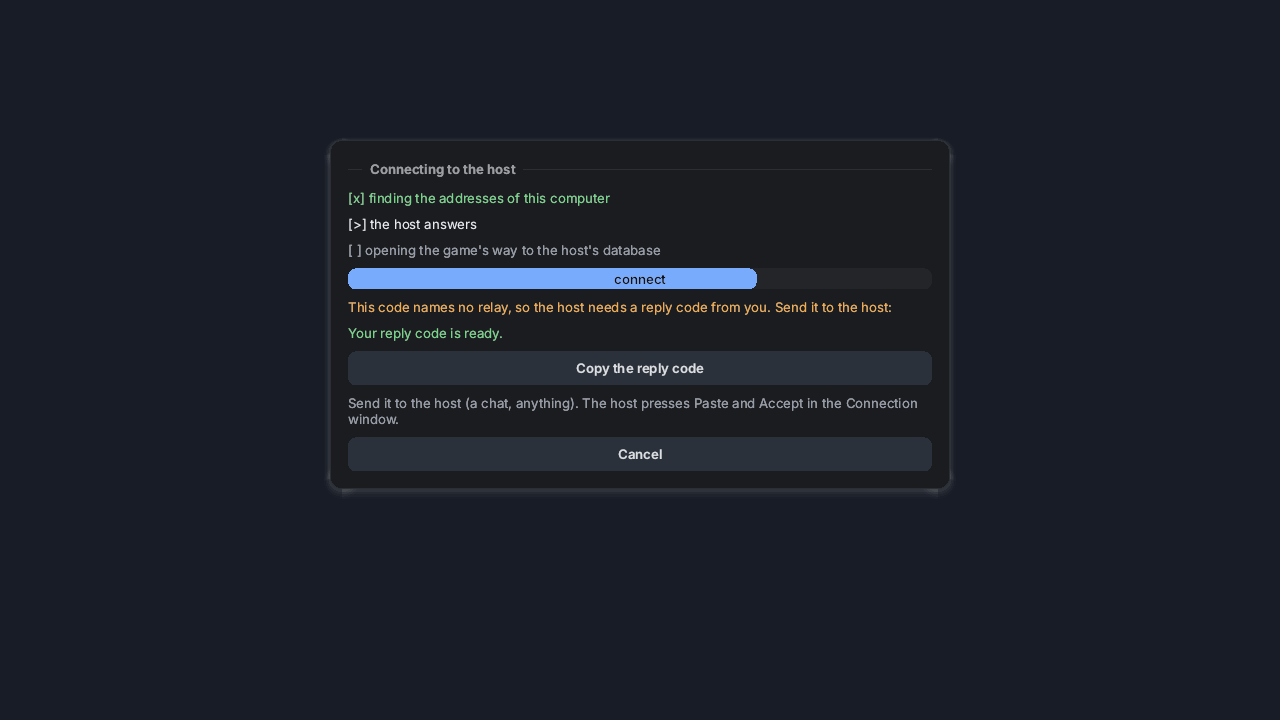 Connecting to the host
[x] finding the addresses of this computer
[>] the host answers
[ ] opening the game's way to the host's database
connect
This code names no relay, so the host needs a reply code from you. Send it to the host:
Your reply code is ready.
Copy the reply code
Send it to the host (a chat, anything). The host presses Paste and Accept in the Connection
window.
Cancel